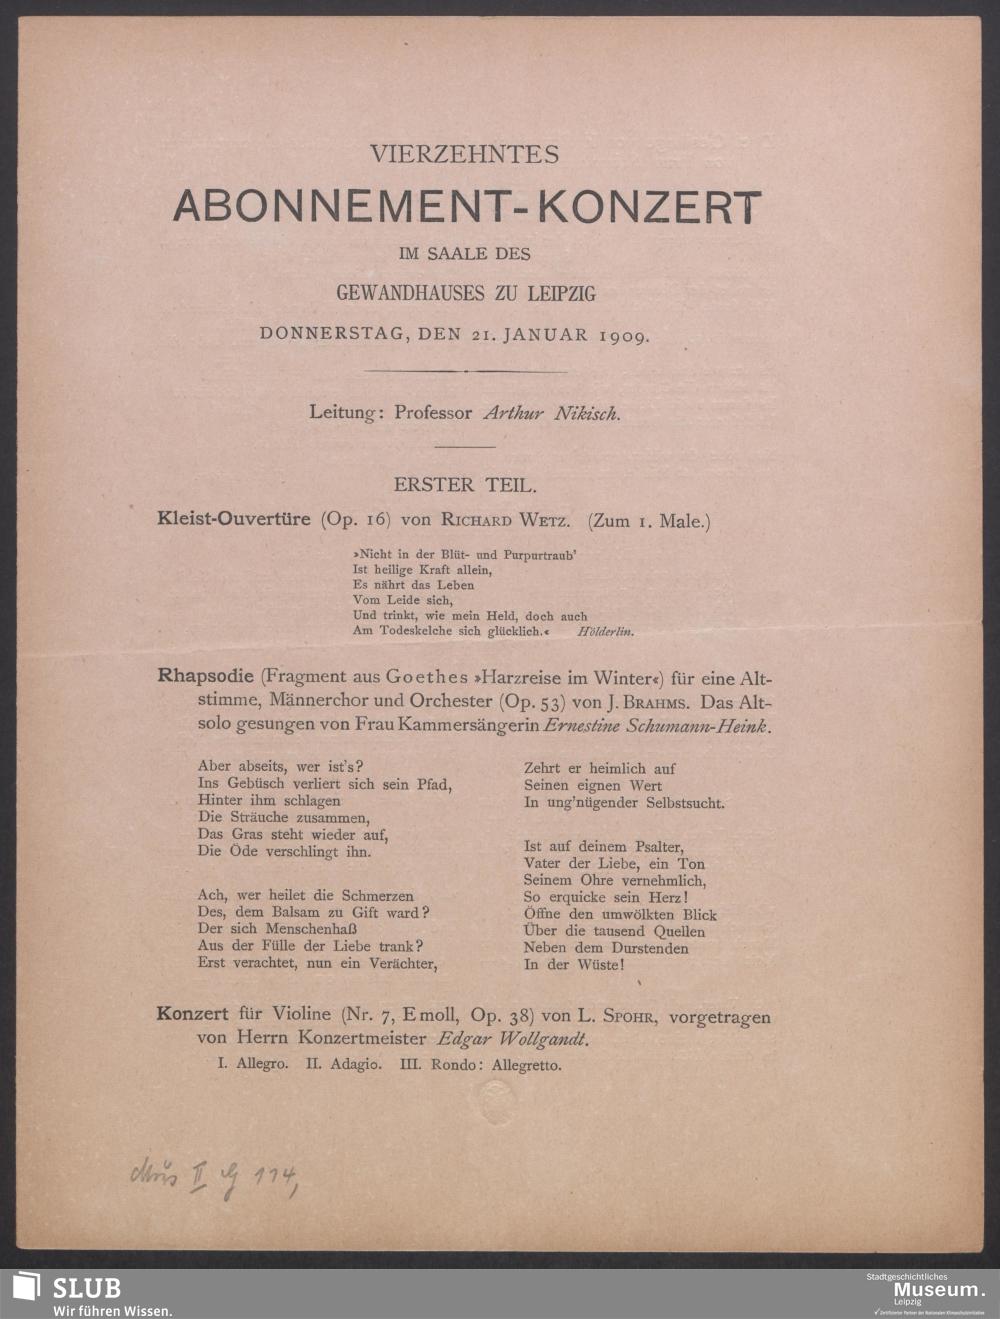 VIERZEHNTES
ABONNEMENT-KONZERT
IM SAALE DES
GEWANDHAUSES ZU LEIPZIG
DONNERSTAG, DEN 21. JANUAR 1909.
Leitung: Professor Arthur Nikisch.
ERSTER TEIL.
Kleist-Ouvertüre (Op. 16) von RICHARD WETZ. (Zum 1. Male.)
»Nicht in der Blüt- und Purpurtraub'
Ist heilige Kraft allein,
Es nährt das Leben
Vom Leide sich,
Und trinkt, wie mein Held, doch auch
Am Todeskelche sich glücklich.« Hölderlin.
Rhapsodie (Fragment aus Goethes »Harzreise im Winter«) für eine Alt-
stimme, Männerchor und Orchester (Op. 53) von J. BRAHMS. Das Alt-
solo gesungen von Frau Kammersängerin Ernestine Schumann-Heink.
Aber abseits, wer ist's?
Ins Gebüsch verliert sich sein Pfad,
Hinter ihm schlagen
Die Sträuche zusammen,
Das Gras steht wieder auf,
Die Öde verschlingt ihn.
Ach, wer heilet die Schmerzen
Des, dem Balsam zu Gift ward?
Der sich Menschenhaß
Aus der Fülle der Liebe trank?
Erst verachtet, nun ein Verächter,
Zehrt er heimlich auf
Seinen eignen Wert
In ung'nügender Selbstsucht.
Ist auf deinem Psalter,
Vater der Liebe, ein Ton
Seinem Ohre vernehmlich,
So erquicke sein Herz!
Öffne den umwölkten Blick
Über die tausend Quellen
Neben dem Durstenden
In der Wüste!
Konzert für Violine (Nr. 7, E moll, Op. 38) von L. SPOHR, vorgetragen
von Herrn Konzertmeister Edgar Wollgandt.
I. Allegro. II. Adagio. III. Rondo: Allegretto.
Mus II G 114,
SLUB
Wir führen Wissen.
Stadtgeschichtliches
Museum.
Leipzig
Zertifizierter Partner der Nationalen Klimaschutzinitiative